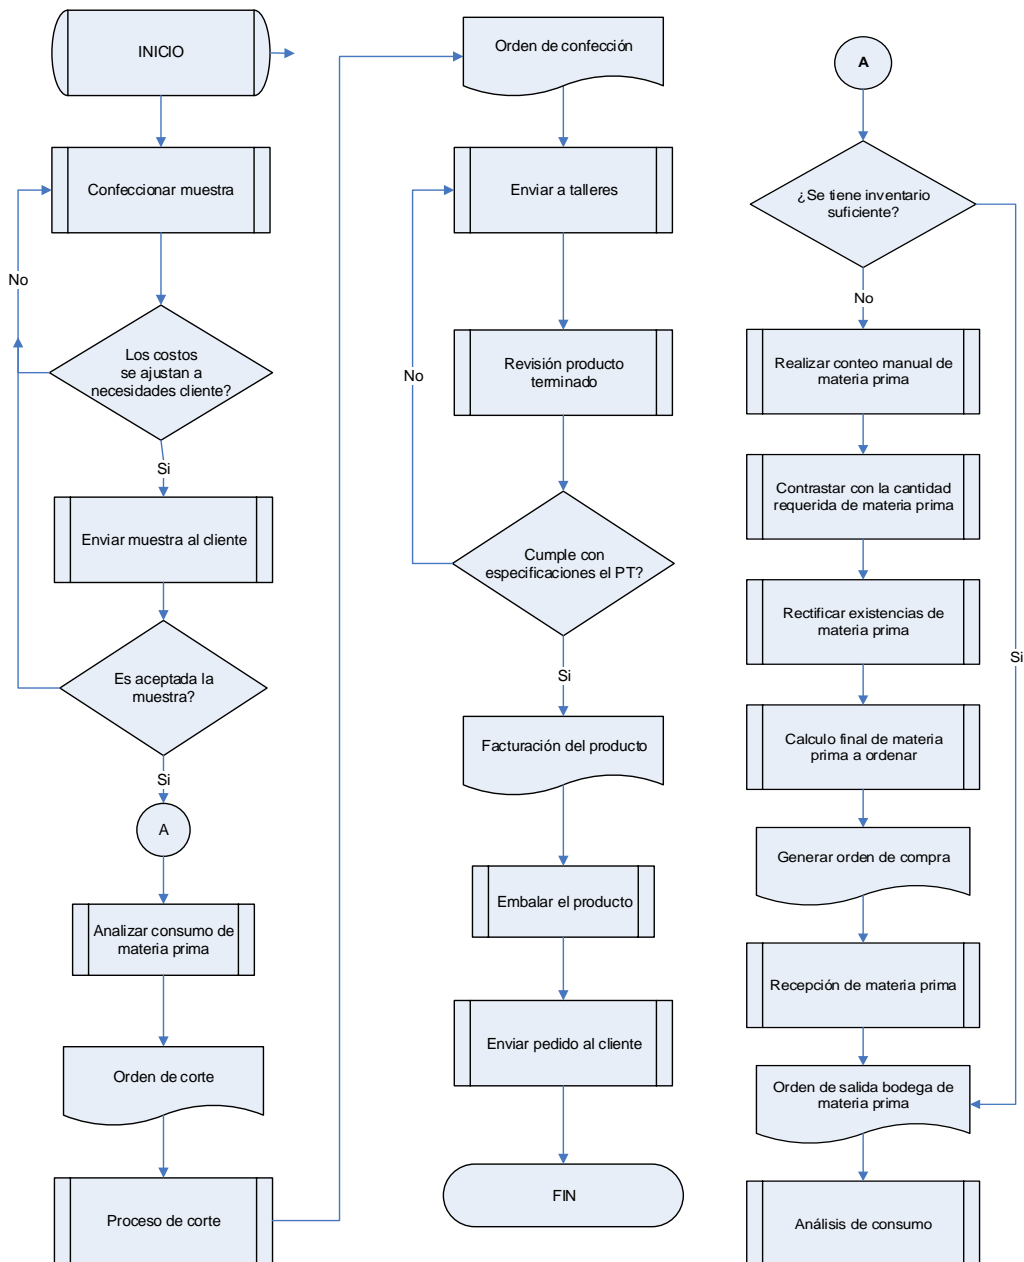 INICIO
Confeccionar muestra
No
Los costos
se ajustan a
necesidades cliente?
Si
Enviar muestra al cliente
Es aceptada la
muestra?
Si
A
Analizar consumo de
materia prima
Orden de corte
Proceso de corte
Orden de confección
Enviar a talleres
No
Revisión producto
terminado
Cumple con
especificaciones el PT?
Si
Facturación del producto
Embalar el producto
Enviar pedido al cliente
FIN
A
¿Se tiene inventario
suficiente?
No
Realizar conteo manual de
materia prima
Contrastar con la cantidad
requerida de materia prima
Rectificar existencias de
materia prima
Si
Calculo final de materia
prima a ordenar
Generar orden de compra
Recepción de materia prima
Orden de salida bodega de
materia prima
Análisis de consumo